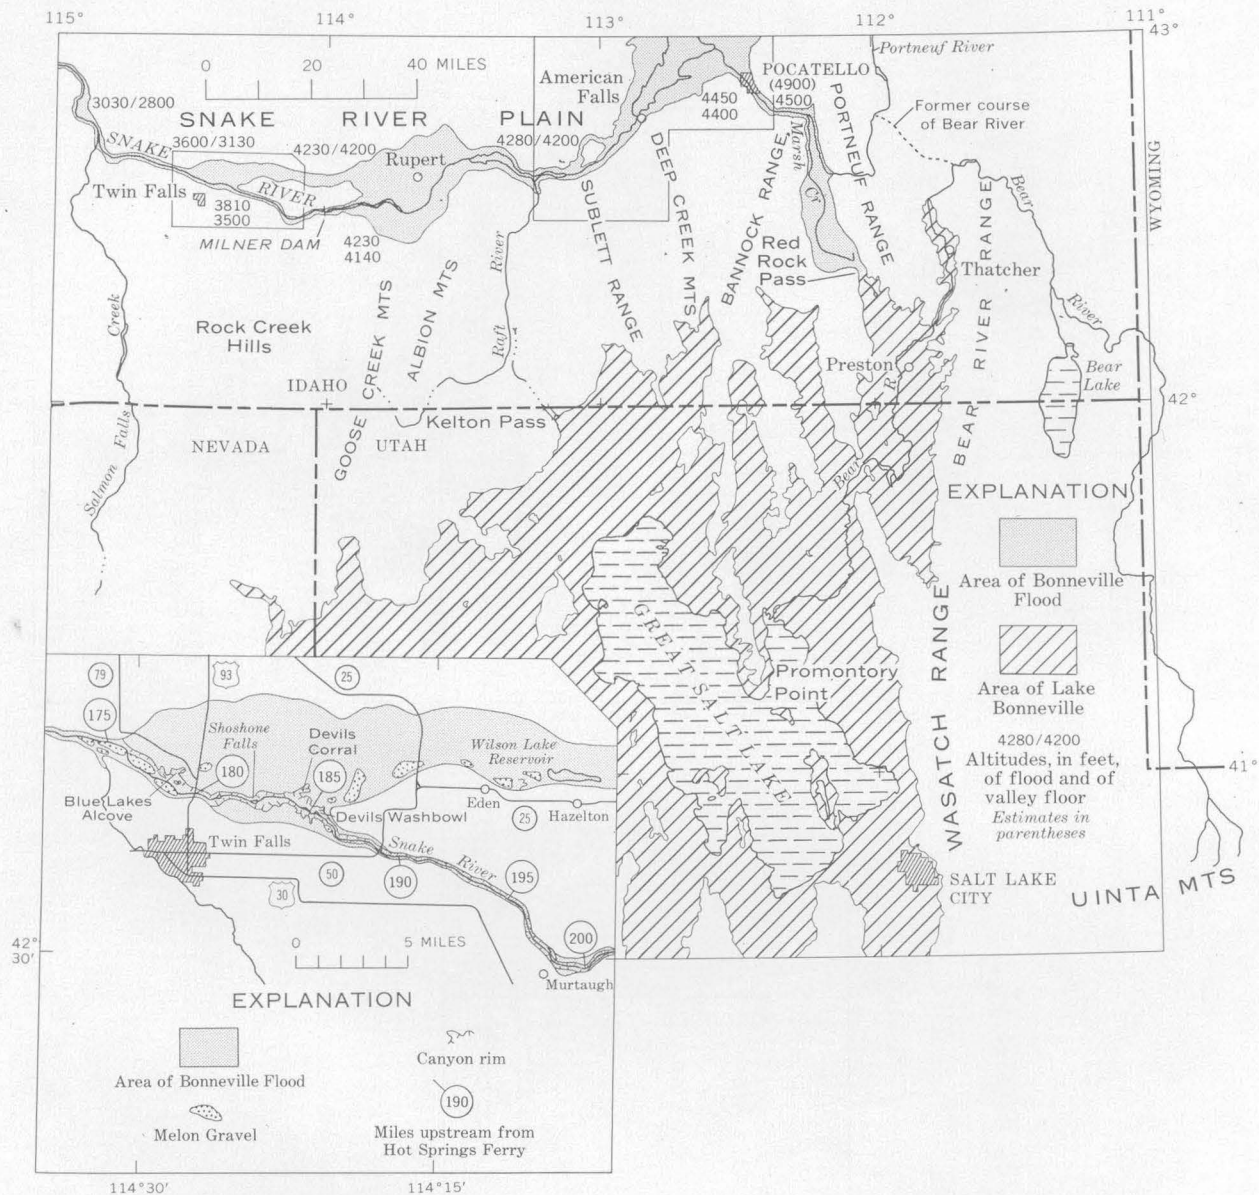 115°
114°
113°
112°
111°
43°
0 20 40 MILES
American
Falls
POCATELLO
(4900)
4500
Portneuf River
3030/2800
SNAKE RIVER PLAIN
4450
4400
Former course
of Bear River
SNAKE
3600/3130
4230/4200
4280/4200
Rupert
RIVER
Twin Falls
3810
3500
MILNER DAM
4230
4140
PORTNEUF RANGE
Marsh
Cr
DEEP CREEK MTS
BANNOCK RANGE
SUBLETT RANGE
Red
Rock
Pass
Bear
River
WYOMING
Thatcher
BEAR RIVER RANGE
Raft River
ALBION MTS
GOOSE CREEK MTS
Rock Creek
Hills
Salmon Falls Creek
IDAHO
Preston
R
Bear
Bear
Lake
42°
NEVADA
UTAH
Kelton Pass
EXPLANATION
Area of Bonneville
Flood
Area of Lake
Bonneville
4280/4200
Altitudes, in feet,
of flood and of
valley floor
Estimates in
parentheses
GREAT SALT LAKE
Promontory
Point
WASATCH RANGE
41°
SALT LAKE
CITY
UINTA MTS
79
93
25
175
Shoshone
Falls
Devils
Corral
Wilson Lake
Reservoir
180
185
Blue Lakes
Alcove
Eden
Devils Washbowl
25
Hazelton
Twin Falls
Snake
River
50
190
195
30
200
42°
30'
0 5 MILES
Murtaugh
EXPLANATION
Area of Bonneville Flood
Canyon rim
Melon Gravel
190
Miles upstream from
Hot Springs Ferry
114°30'
114°15'